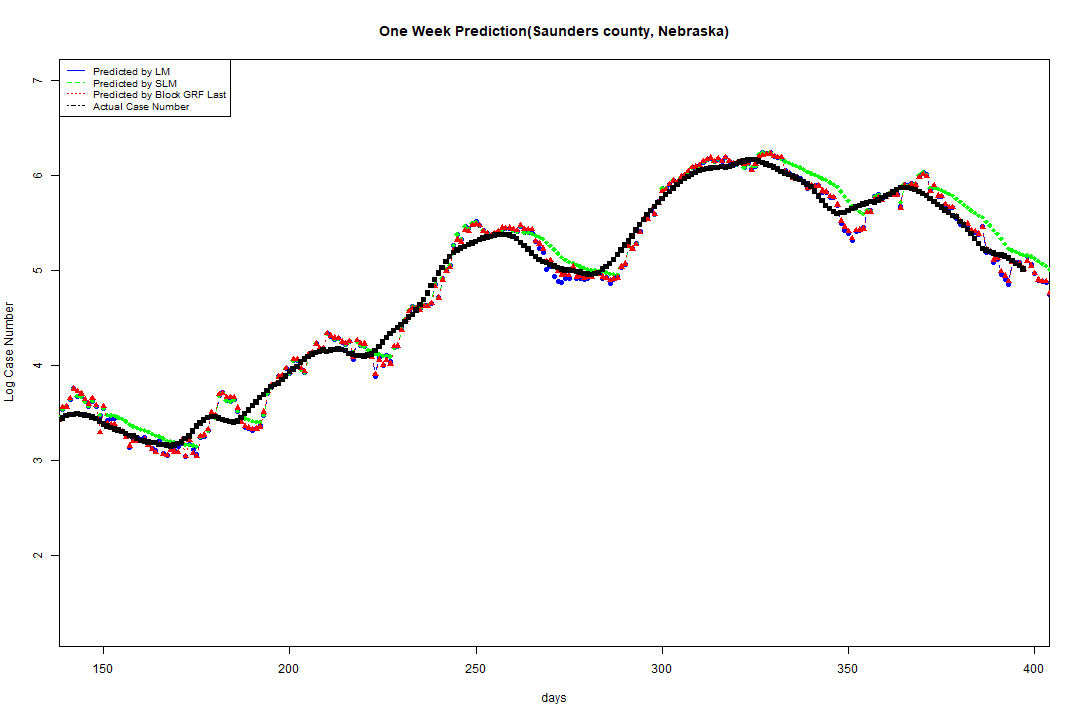 One Week Prediction(Saunders county, Nebraska)
Predicted by LM
Predicted by SLM
Predicted by Block GRF Last
Actual Case Number
7
6
5
4
3
2
Log Case Number
150 200 250 300 350 400
days